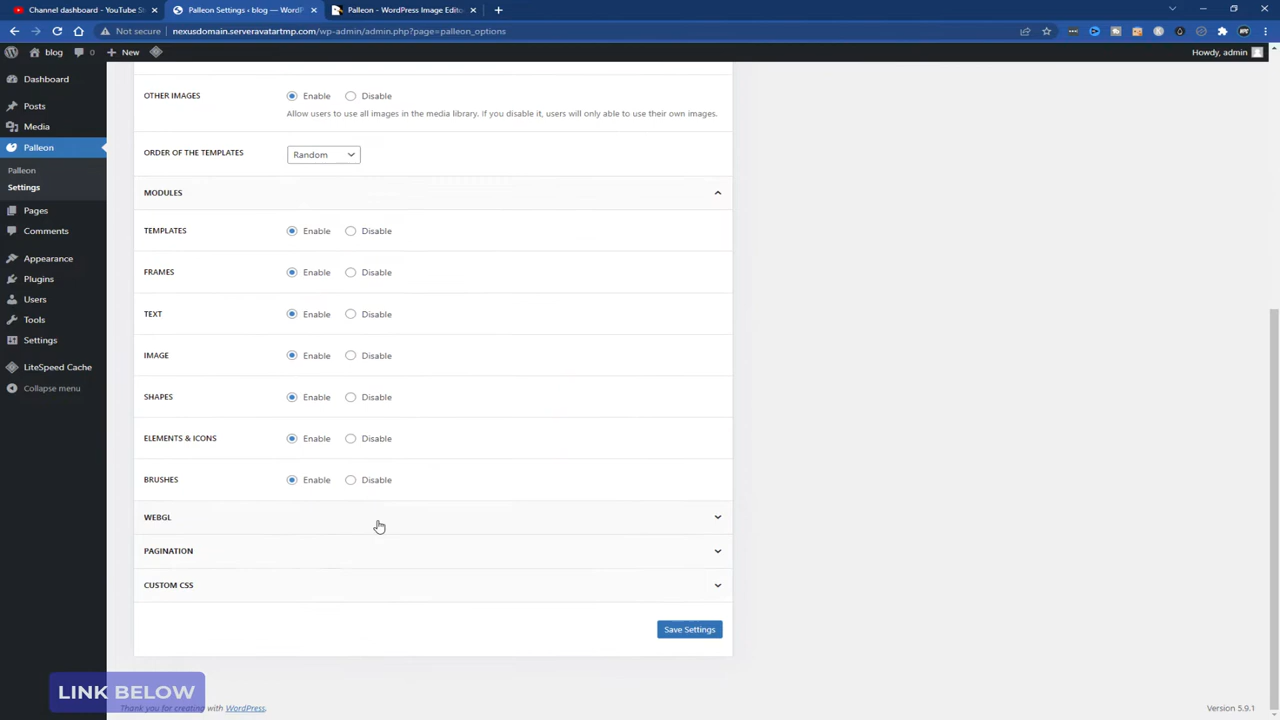 Channel dashboard - YouTube St
Palleon Settings < blog — WordP
Palleon - WordPress Image Edito
Not secure nexusdomain.serveravatartmp.com/wp-admin/admin.php?page=palleon_options
blog 0 New
Howdy, admin
Dashboard
Posts
Media
Palleon
Palleon
Settings
Pages
Comments
Appearance
Plugins
Users
Tools
Settings
LiteSpeed Cache
Collapse menu
OTHER IMAGES Enable Disable
Allow users to use all images in the media library. If you disable it, users will only able to use their own images.
ORDER OF THE TEMPLATES Random
MODULES
TEMPLATES Enable Disable
FRAMES Enable Disable
TEXT Enable Disable
IMAGE Enable Disable
SHAPES Enable Disable
ELEMENTS & ICONS Enable Disable
BRUSHES Enable Disable
WEBGL
PAGINATION
CUSTOM CSS
Save Settings
LINK BELOW
Thank you for creating with WordPress.
Version 5.9.1